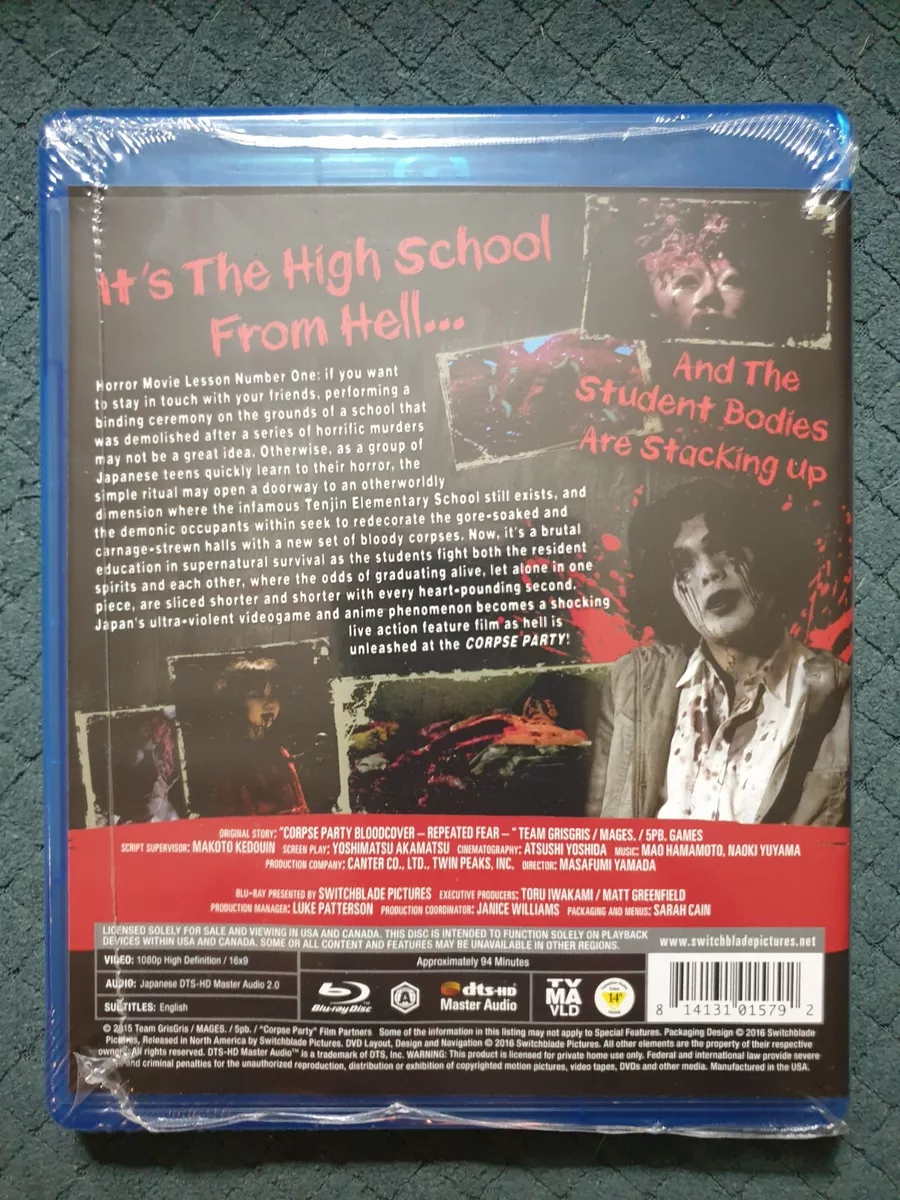 It's The High School
From Hell...
And The
Student Bodies
Are Stacking Up
Horror Movie Lesson Number One: if you want
to stay in touch with your friends, performing a
binding ceremony on the grounds of a school that
was demolished after a series of horrific murders
may not be a great idea. Otherwise, as a group of
Japanese teens quickly learn to their horror, the
simple ritual may open a doorway to an otherworldly
dimension where the infamous Tenjin Elementary School still exists, and
the demonic occupants within seek to redecorate the gore-soaked and
carnage-strewn halls with a new set of bloody corpses. Now, it's a brutal
education in supernatural survival as the students fight both the resident
spirits and each other, where the odds of graduating alive, let alone in one
piece, are sliced shorter and shorter with every heart-pounding second.
Japan's ultra-violent videogame and anime phenomenon becomes a shocking
live action feature film as hell is
unleashed at the CORPSE PARTY!
ORIGINAL STORY: "CORPSE PARTY BLOODCOVER – REPEATED FEAR – " TEAM GRISGRIS / MAGES. / 5PB. GAMES
SCRIPT SUPERVISOR: MAKOTO KEDOUIN SCREEN PLAY: YOSHIMATSU AKAMATSU CINEMATOGRAPHY: ATSUSHI YOSHIDA MUSIC: MAO HAMAMOTO, NAOKI YUYAMA
PRODUCTION COMPANY: CANTER CO., LTD., TWIN PEAKS, INC. DIRECTOR: MASAFUMI YAMADA
BLU-RAY PRESENTED BY SWITCHBLADE PICTURES EXECUTIVE PRODUCERS: TORU IWAKAMI / MATT GREENFIELD
PRODUCTION MANAGER: LUKE PATTERSON PRODUCTION COORDINATOR: JANICE WILLIAMS PACKAGING AND MENUS: SARAH CAIN
LICENSED SOLELY FOR SALE AND VIEWING IN USA AND CANADA. THIS DISC IS INTENDED TO FUNCTION SOLELY ON PLAYBACK
DEVICES WITHIN USA AND CANADA. SOME OR ALL CONTENT AND FEATURES MAY BE UNAVAILABLE IN OTHER REGIONS.
www.switchbladepictures.net
VIDEO: 1080p High Definition / 16x9
AUDIO: Japanese DTS-HD Master Audio 2.0
SUBTITLES: English
Approximately 94 Minutes
Blu-ray Disc
A
dts-HD
Master Audio
TV
MA
VLD
14+
8 14131 01579 2
© 2015 Team GrisGris / MAGES. / 5pb. / "Corpse Party" Film Partners Some of the information in this listing may not apply to Special Features. Packaging Design © 2016 Switchblade
Pictures, Released in North America by Switchblade Pictures. DVD Layout, Design and Navigation © 2016 Switchblade Pictures. All other elements are the property of their respective
owners. All rights reserved. DTS-HD Master Audio™ is a trademark of DTS, Inc. WARNING: This product is licensed for private home use only. Federal and international law provide severe
and criminal penalties for the unauthorized reproduction, distribution or exhibition of copyrighted motion pictures, video tapes, DVDs and other media. Manufactured in the USA.